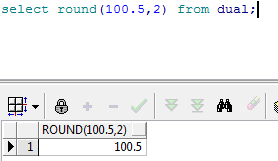 select round(100.5,2) from dual;
ROUND(100.5,2)
1 100.5